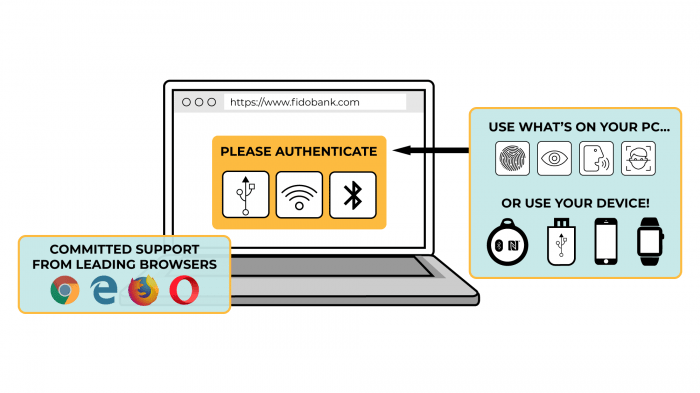 https://www.fidobank.com
PLEASE AUTHENTICATE
USE WHAT'S ON YOUR PC...
OR USE YOUR DEVICE!
COMMITTED SUPPORT
FROM LEADING BROWSERS